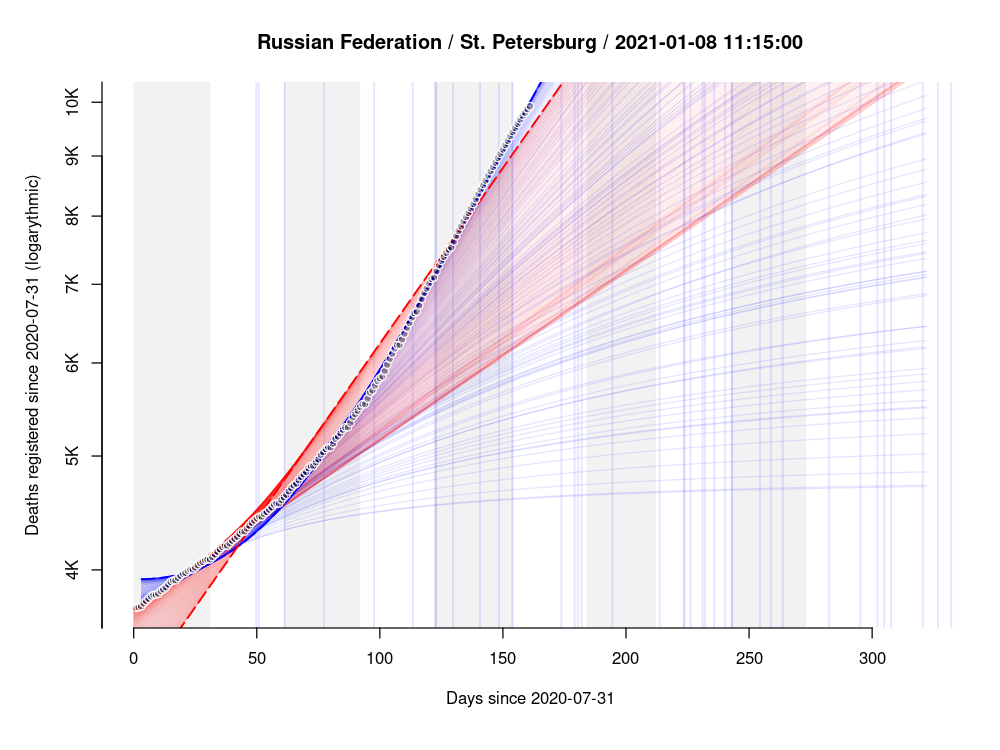 Russian Federation / St. Petersburg / 2021-01-08 11:15:00
Deaths registered since 2020-07-31 (logarythmic)
10K
9K
8K
7K
6K
5K
4K
0 50 100 150 200 250 300
Days since 2020-07-31